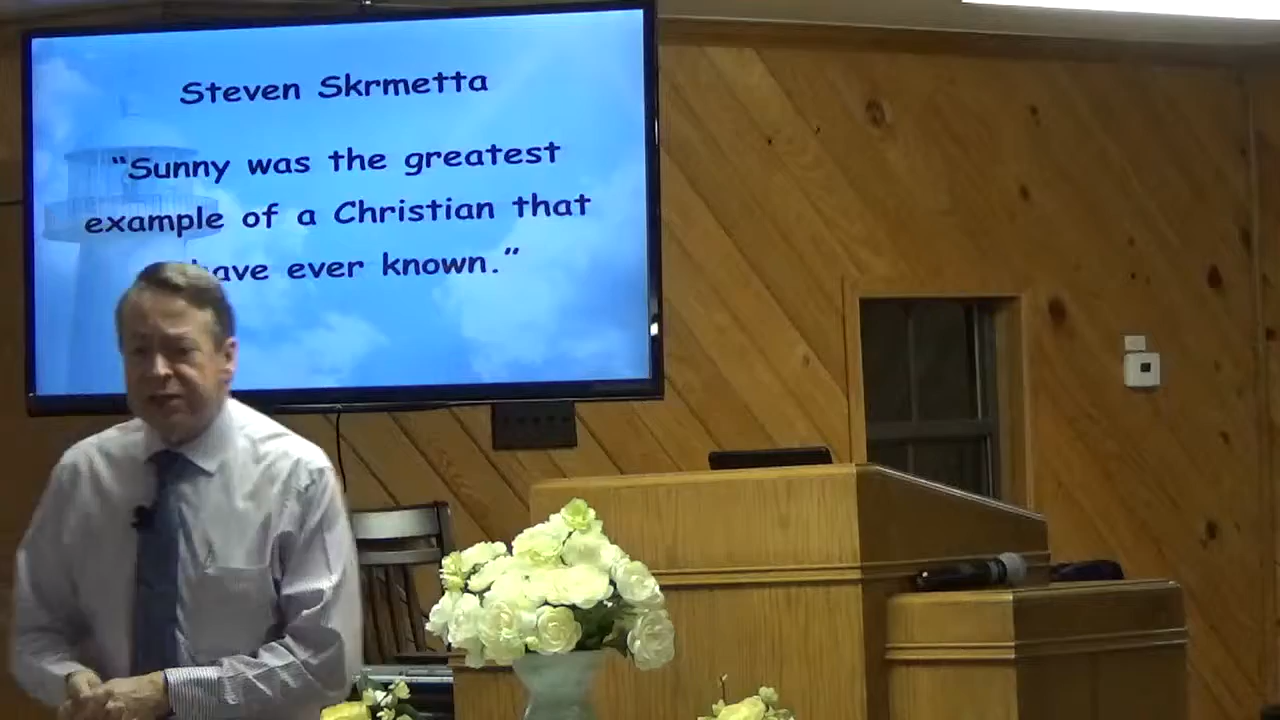 Steven Skrmetta
“Sunny was the greatest
example of a Christian that
have ever known.”